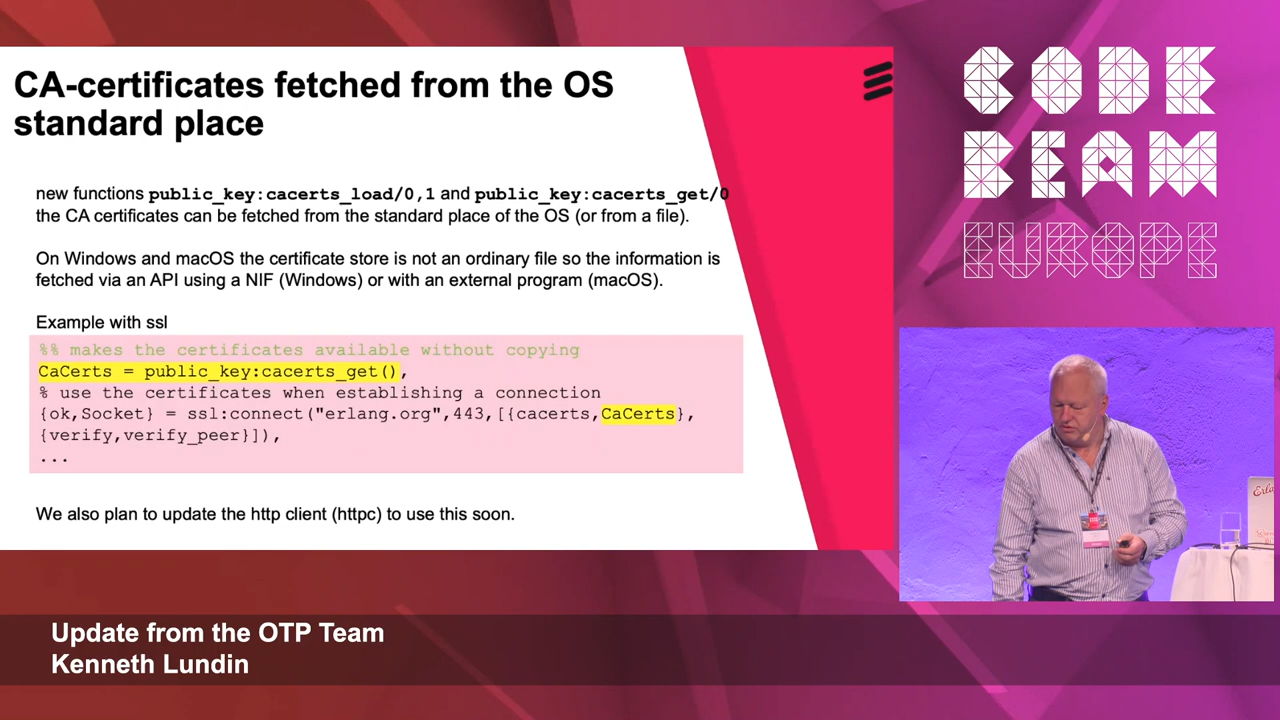 CA-certificates fetched from the OS
standard place
new functions public_key:cacerts_load/0,1 and public_key:cacerts_get/0
the CA certificates can be fetched from the standard place of the OS (or from a file).
On Windows and macOS the certificate store is not an ordinary file so the information is
fetched via an API using a NIF (Windows) or with an external program (macOS).
Example with ssl
%% makes the certificates available without copying
CaCerts = public_key:cacerts_get(),
% use the certificates when establishing a connection
{ok,Socket} = ssl:connect("erlang.org",443,[{cacerts,CaCerts},
{verify,verify_peer}]),
...
We also plan to update the http client (httpc) to use this soon.
CODE
BEAM
EUROPE
Update from the OTP Team
Kenneth Lundin